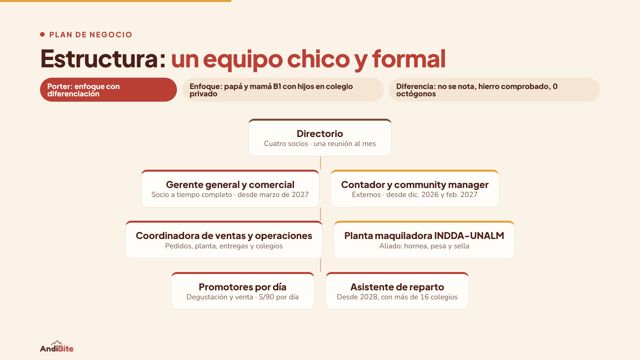 PLAN DE NEGOCIO
Estructura: un equipo chico y formal
Porter: enfoque con
diferenciación
Enfoque: papá y mamá B1 con hijos en colegio
privado
Diferencia: no se nota, hierro comprobado, 0
octógonos
Directorio
Cuatro socios · una reunión al mes
Gerente general y comercial
Socio a tiempo completo · desde marzo de 2027
Contador y community manager
Externos · desde dic. 2026 y feb. 2027
Coordinadora de ventas y operaciones
Pedidos, planta, entregas y colegios
Planta maquiladora INDDA-UNALM
Aliado: hornea, pesa y sella
Promotores por día
Degustación y venta · S/90 por día
Asistente de reparto
Desde 2028, con más de 16 colegios
AndiBite